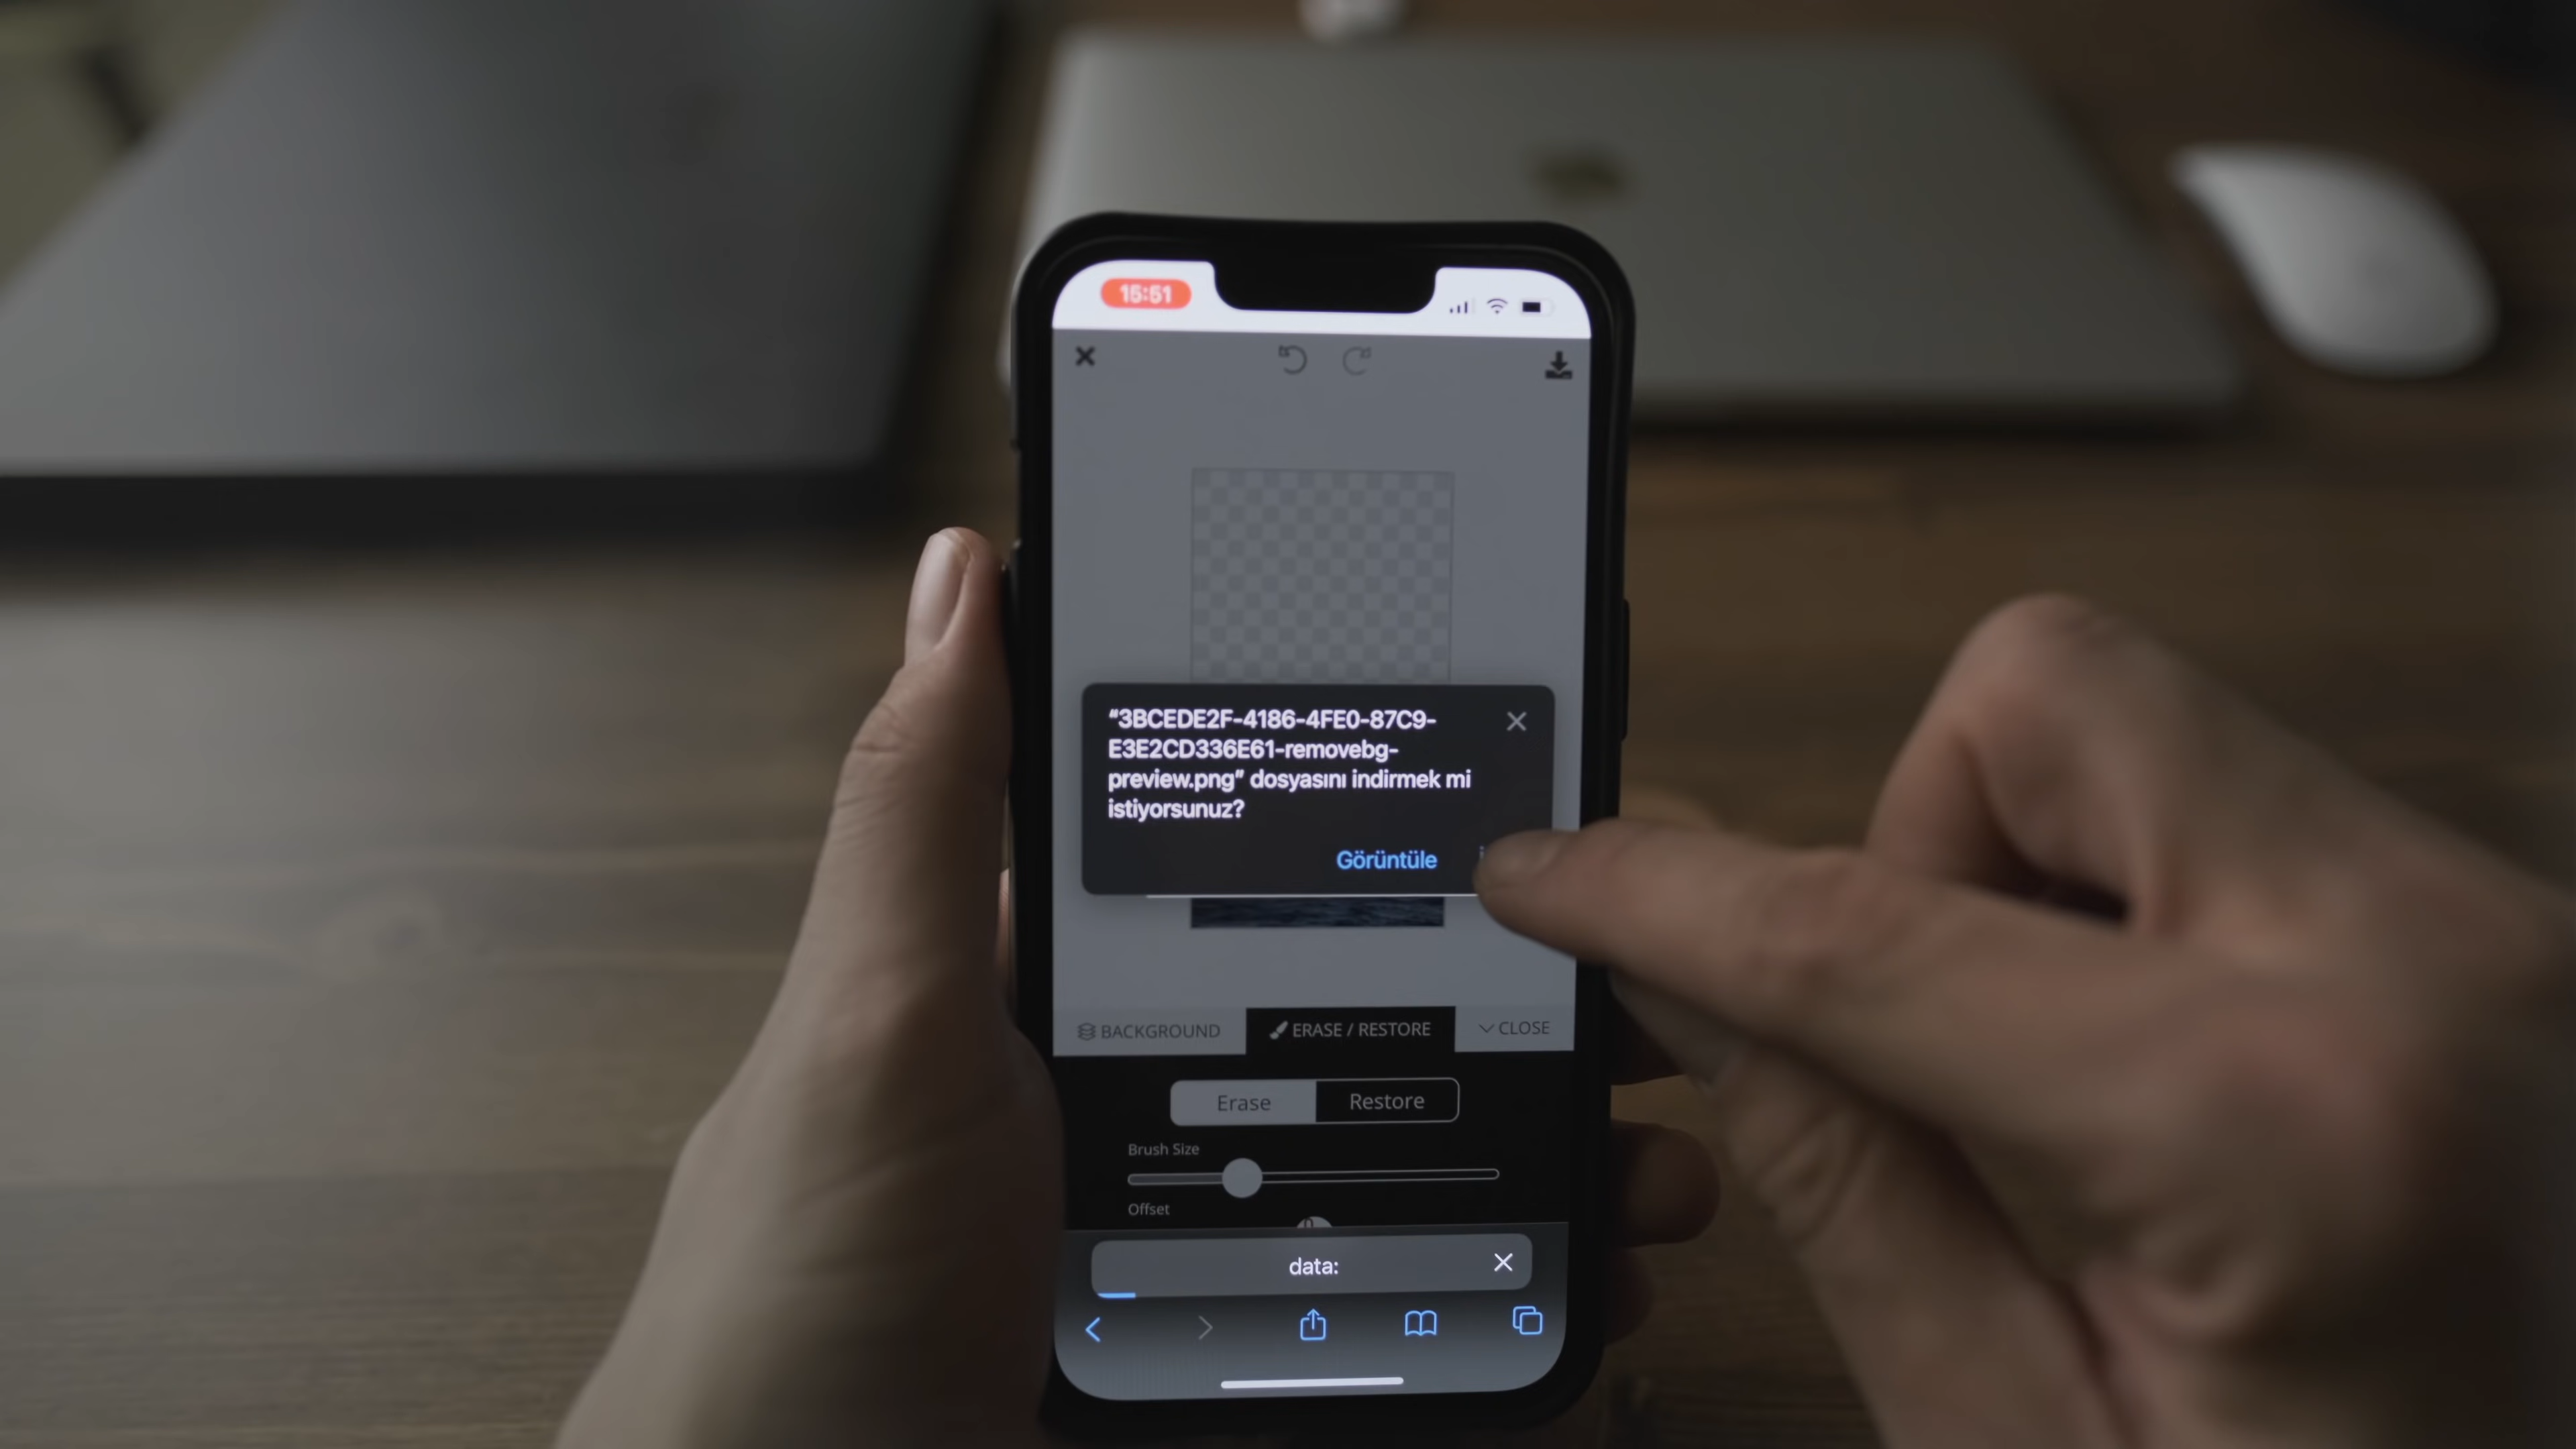 15:51
“3BCEDE2F-4186-4FE0-87C9-
E3E2CD336E61-removebg-
preview.png” dosyasını indirmek mi
istiyorsunuz?
Görüntüle
BACKGROUND
ERASE / RESTORE
CLOSE
Erase
Restore
Brush Size
Offset
data: